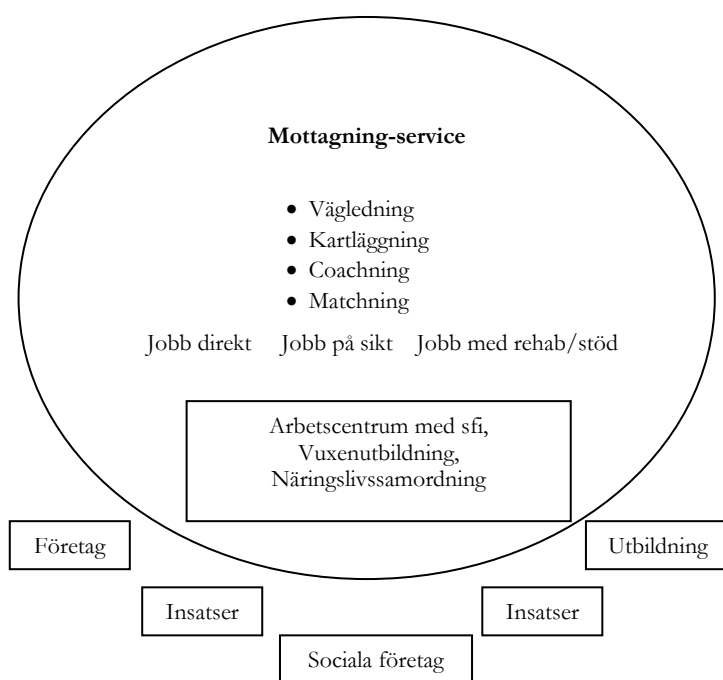 Mottagning-service
• Vägledning
• Kartläggning
• Coachning
• Matchning
Jobb direkt Jobb på sikt Jobb med rehab/stöd
Arbetscentrum med sfi,
Vuxenutbildning,
Näringslivssamordning
Företag
Utbildning
Insatser
Insatser
Sociala företag